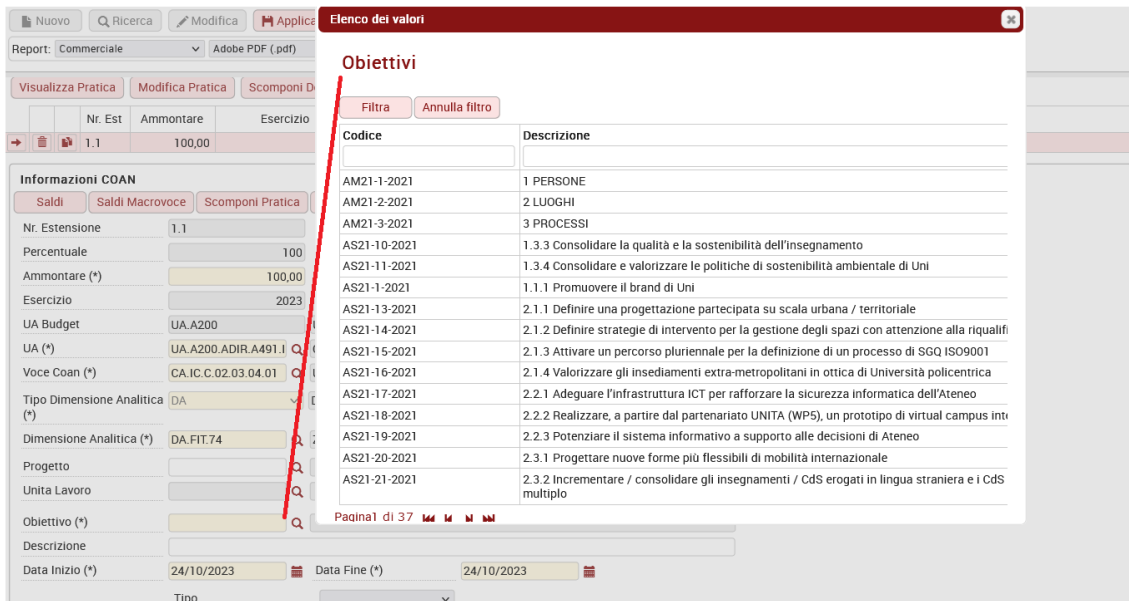 Nuovo Ricerca Modifica Applica
Report: Commerciale Adobe PDF (.pdf)
Visualizza Pratica Modifica Pratica Scomponi D
Nr. Est Ammontare Esercizio
1.1 100,00
Informazioni COAN
Saldi Saldi Macrovoce Scomponi Pratica
Nr. Estensione 1.1
Percentuale 100
Ammontare (*) 100,00
Esercizio 2023
UA Budget UA.A200
UA (*) UA.A200.ADIR.A491.I
Voce Coan (*) CA.IC.C.02.03.04.01
Tipo Dimensione Analitica (*) DA
Dimensione Analitica (*) DA.FIT.74
Progetto
Unita Lavoro
Obiettivo (*)
Descrizione
Data Inizio (*) 24/10/2023 Data Fine (*) 24/10/2023
Tipo
Elenco dei valori
Obiettivi
Filtra Annulla filtro
Codice Descrizione
AM21-1-2021 1 PERSONE
AM21-2-2021 2 LUOGHI
AM21-3-2021 3 PROCESSI
AS21-10-2021 1.3.3 Consolidare la qualità e la sostenibilità dell'insegnamento
AS21-11-2021 1.3.4 Consolidare e valorizzare le politiche di sostenibilità ambientale di Uni
AS21-1-2021 1.1.1 Promuovere il brand di Uni
AS21-13-2021 2.1.1 Definire una progettazione partecipata su scala urbana / territoriale
AS21-14-2021 2.1.2 Definire strategie di intervento per la gestione degli spazi con attenzione alla riqualifi
AS21-15-2021 2.1.3 Attivare un percorso pluriennale per la definizione di un processo di SGQ ISO9001
AS21-16-2021 2.1.4 Valorizzare gli insediamenti extra-metropolitani in ottica di Università policentrica
AS21-17-2021 2.2.1 Adeguare l'infrastruttura ICT per rafforzare la sicurezza informatica dell'Ateneo
AS21-18-2021 2.2.2 Realizzare, a partire dal partenariato UNITA (WP5), un prototipo di virtual campus inte
AS21-19-2021 2.2.3 Potenziare il sistema informativo a supporto alle decisioni di Ateneo
AS21-20-2021 2.3.1 Progettare nuove forme più flessibili di mobilità internazionale
AS21-21-2021 2.3.2 Incrementare / consolidare gli insegnamenti / CdS erogati in lingua straniera e i CdS
multiplo
Pagina1 di 37